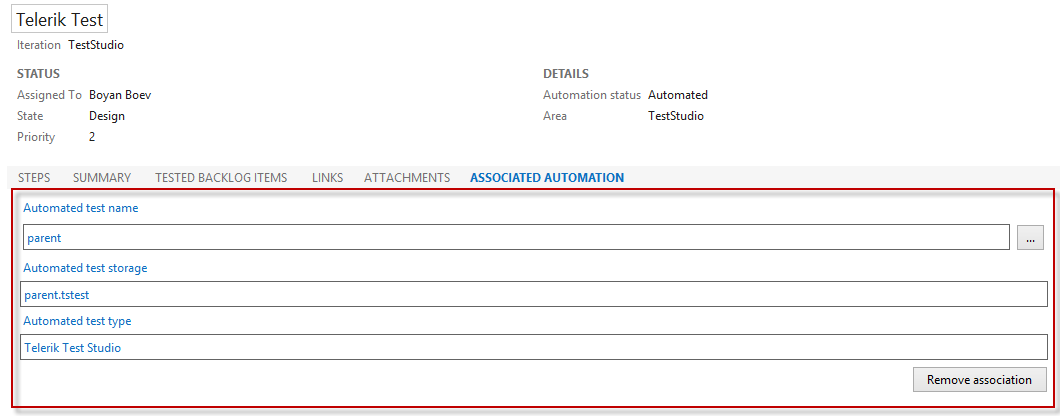 Telerik Test
Iteration TestStudio
STATUS DETAILS
Assigned To Boyan Boev Automation status Automated
State Design Area TestStudio
Priority 2
STEPS SUMMARY TESTED BACKLOG ITEMS LINKS ATTACHMENTS ASSOCIATED AUTOMATION
Automated test name
parent ...
Automated test storage
parent.tstest
Automated test type
Telerik Test Studio
Remove association